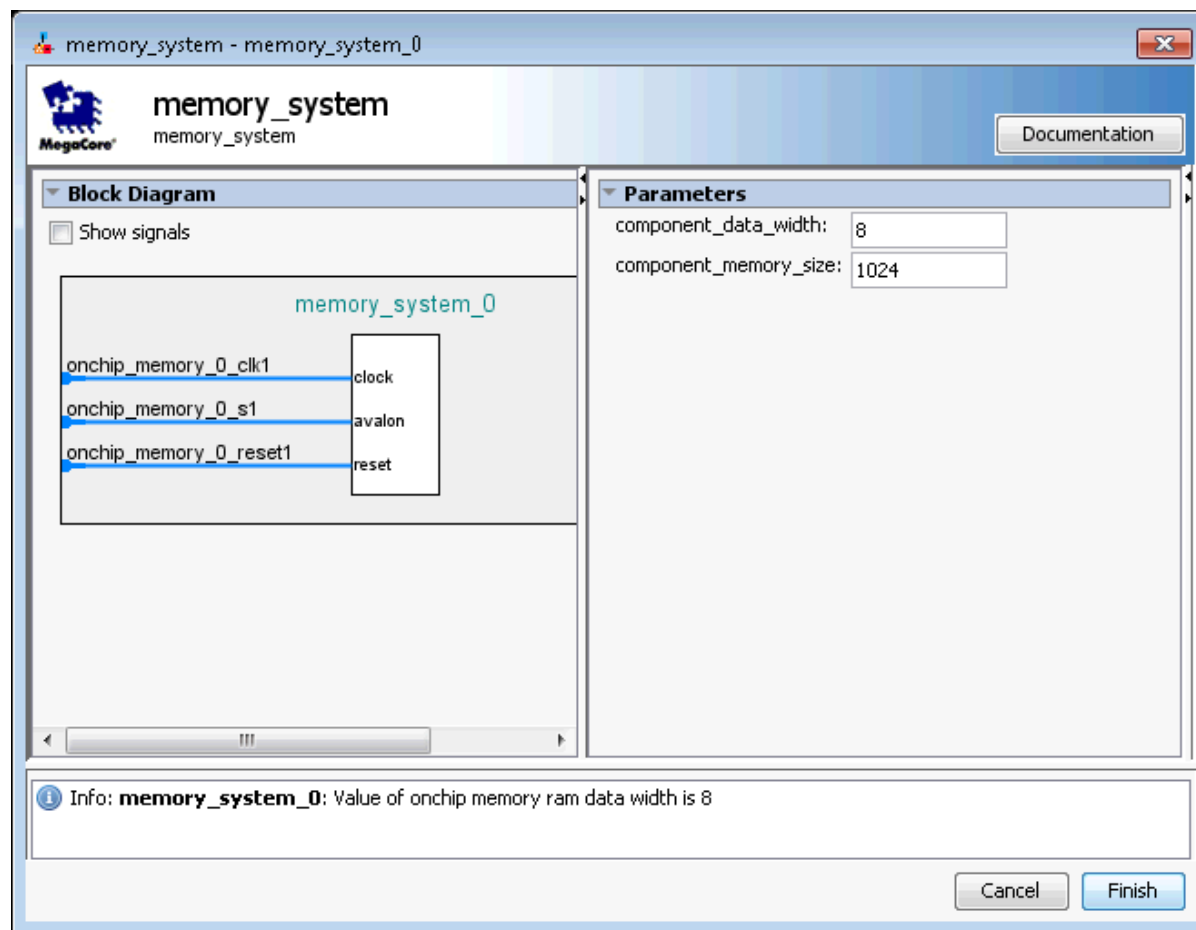 memory_system - memory_system_0
memory_system
memory_system
MegaCore®
Documentation
Block Diagram
Show signals
memory_system_0
onchip_memory_0_clk1
clock
onchip_memory_0_s1
avalon
onchip_memory_0_reset1
reset
Parameters
component_data_width: 8
component_memory_size: 1024
Info: memory_system_0: Value of onchip memory ram data width is 8
Cancel Finish